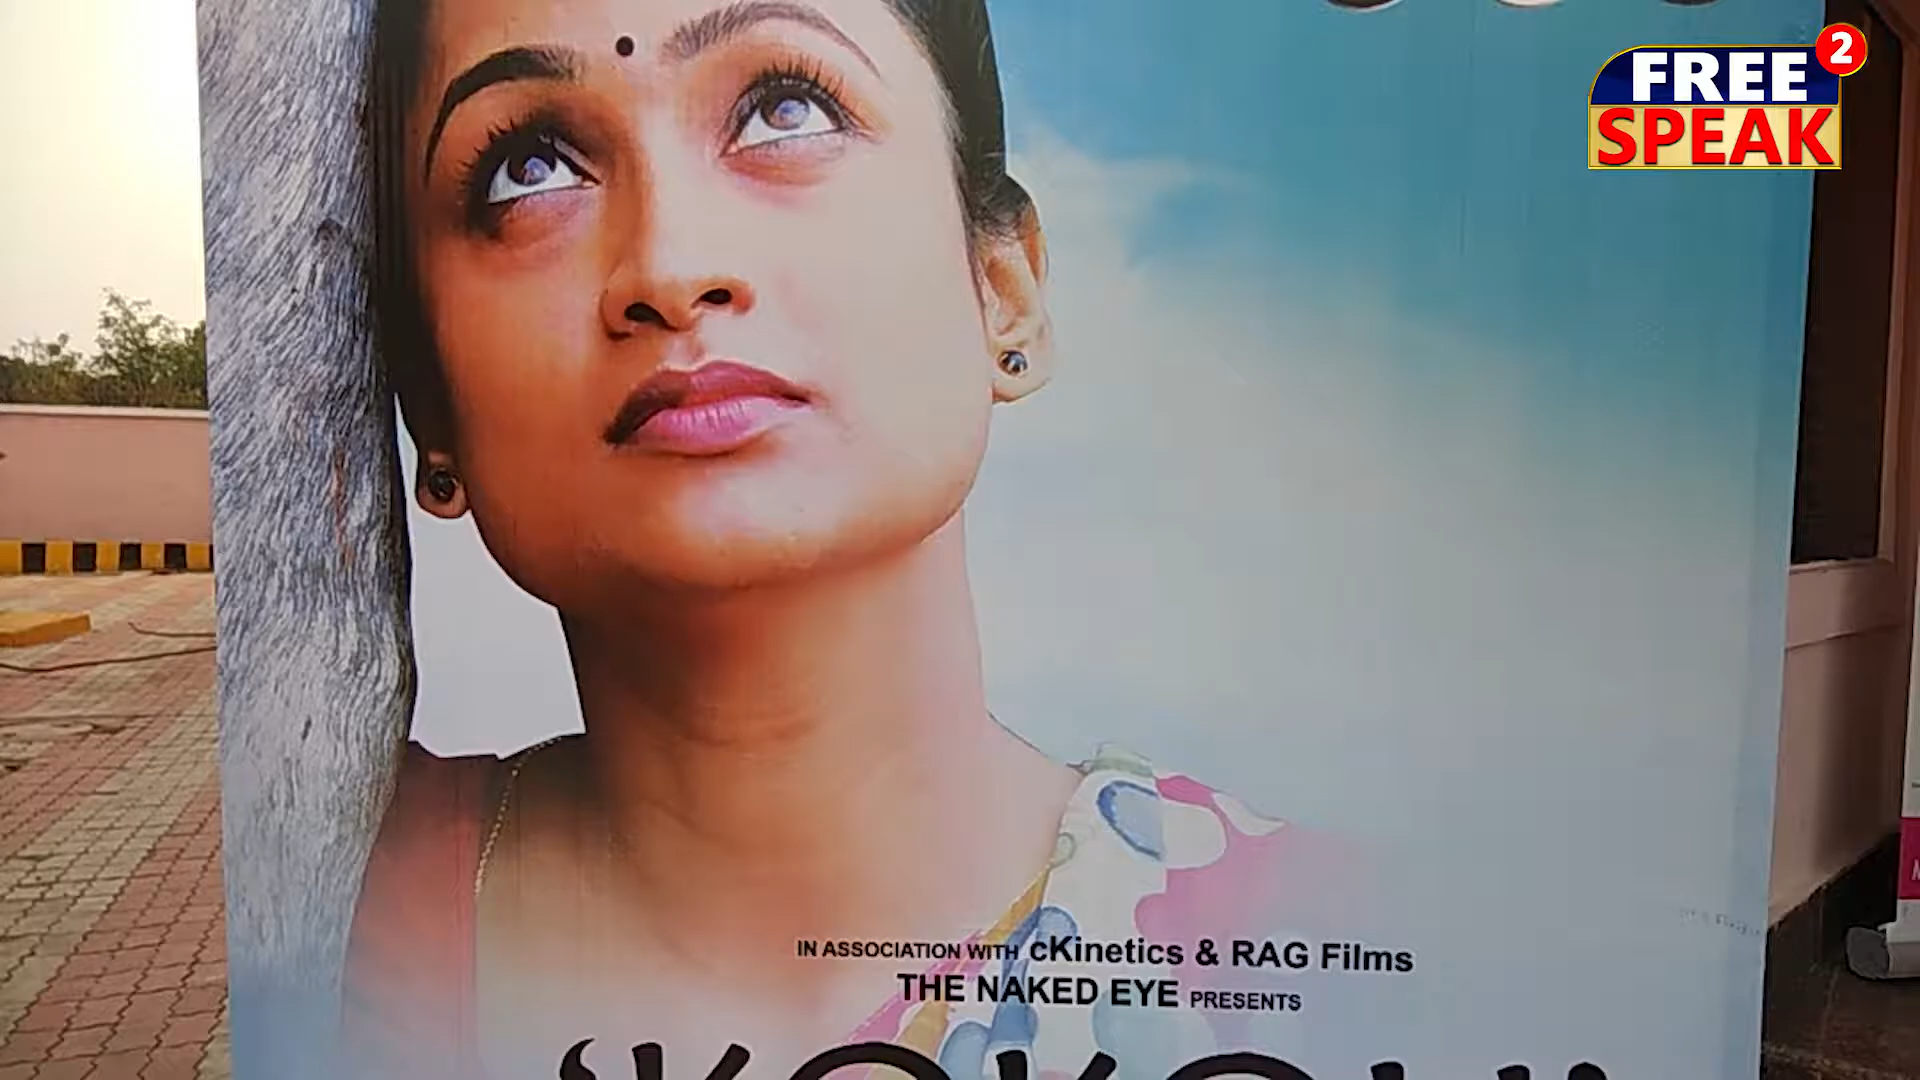 FREE 2
SPEAK
IN ASSOCIATION WITH cKinetics & RAG Films
THE NAKED EYE PRESENTS